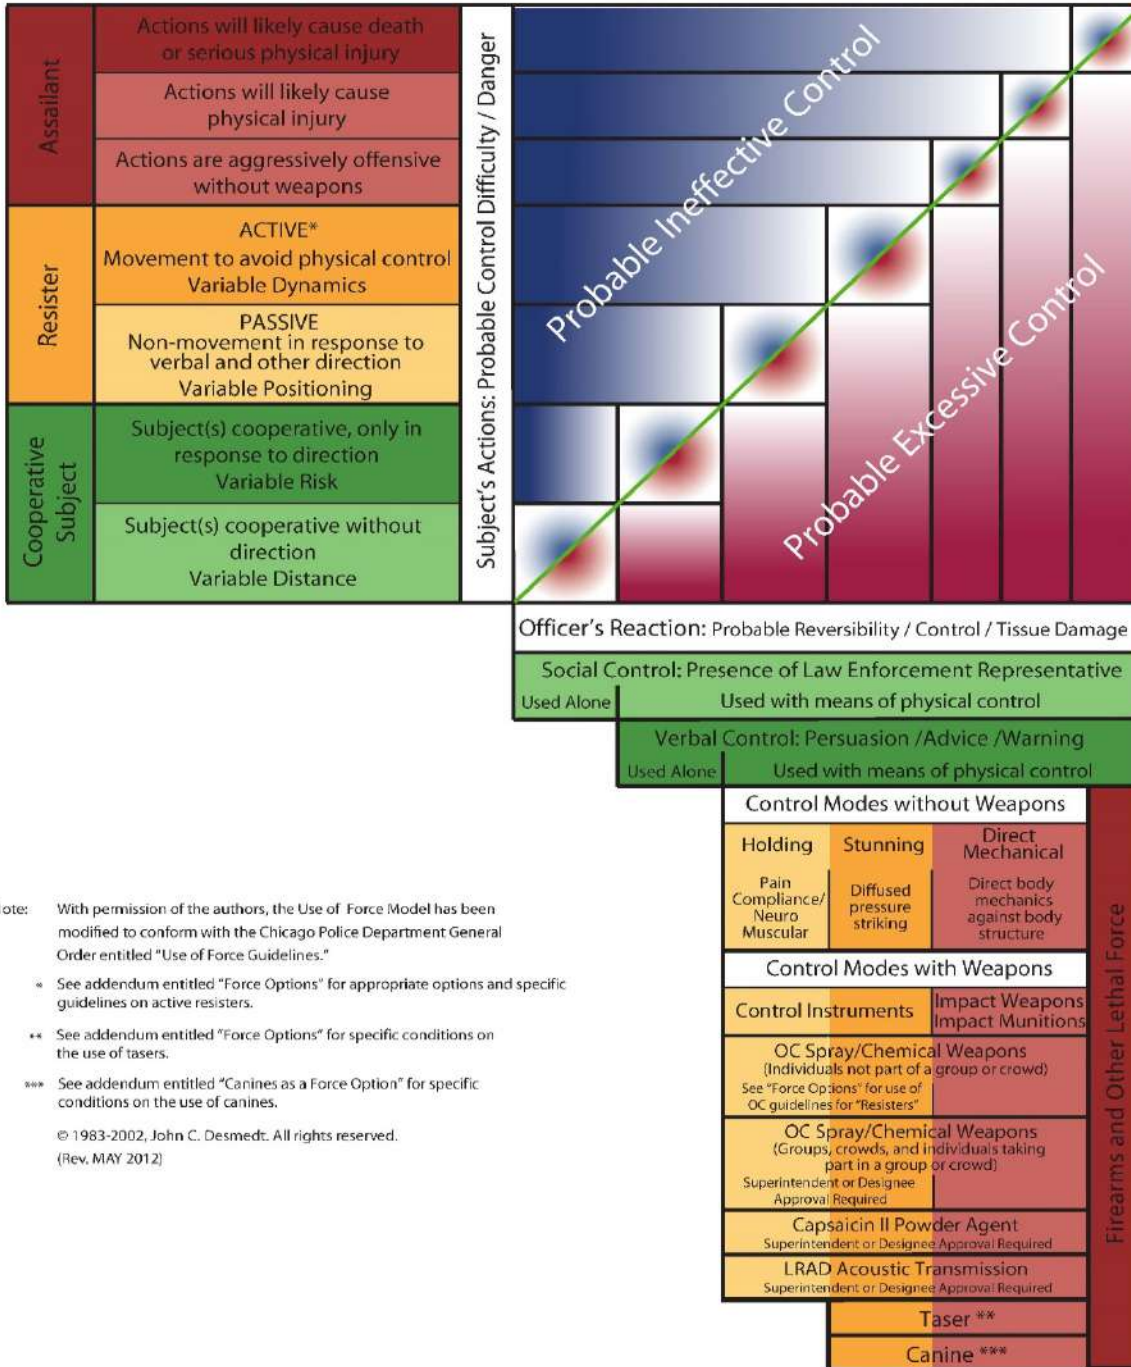 Assailant
Actions will likely cause death
or serious physical injury
Actions will likely cause
physical injury
Actions are aggressively offensive
without weapons
Resister
ACTIVE*
Movement to avoid physical control
Variable Dynamics
PASSIVE
Non-movement in response to
verbal and other direction
Variable Positioning
Cooperative
Subject
Subject(s) cooperative, only in
response to direction
Variable Risk
Subject(s) cooperative without
direction
Variable Distance
Subject's Actions: Probable Control Difficulty / Danger
Probable Ineffective Control
Probable Excessive Control
Officer's Reaction: Probable Reversibility / Control / Tissue Damage
Social Control: Presence of Law Enforcement Representative
Used Alone Used with means of physical control
Verbal Control: Persuasion /Advice /Warning
Used Alone Used with means of physical control
Control Modes without Weapons
Holding Stunning Direct
Mechanical
Pain
Compliance/
Neuro
Muscular
Diffused
pressure
striking
Direct body
mechanics
against body
structure
Control Modes with Weapons
Control Instruments
Impact Weapons
Impact Munitions
OC Spray/Chemical Weapons
(Individuals not part of a group or crowd)
See "Force Options" for use of
OC guidelines for "Resisters"
OC Spray/Chemical Weapons
(Groups, crowds, and individuals taking
part in a group or crowd)
Superintendent or Designee
Approval Required
Capsaicin II Powder Agent
Superintendent or Designee Approval Required
LRAD Acoustic Transmission
Superintendent or Designee Approval Required
Taser **
Canine ***
Firearms and Other Lethal Force
ote: With permission of the authors, the Use of Force Model has been
modified to conform with the Chicago Police Department General
Order entitled "Use of Force Guidelines."
* See addendum entitled "Force Options" for appropriate options and specific
guidelines on active resisters.
** See addendum entitled "Force Options" for specific conditions on
the use of tasers.
*** See addendum entitled "Canines as a Force Option" for specific
conditions on the use of canines.
© 1983-2002, John C. Desmedt. All rights reserved.
(Rev. MAY 2012)